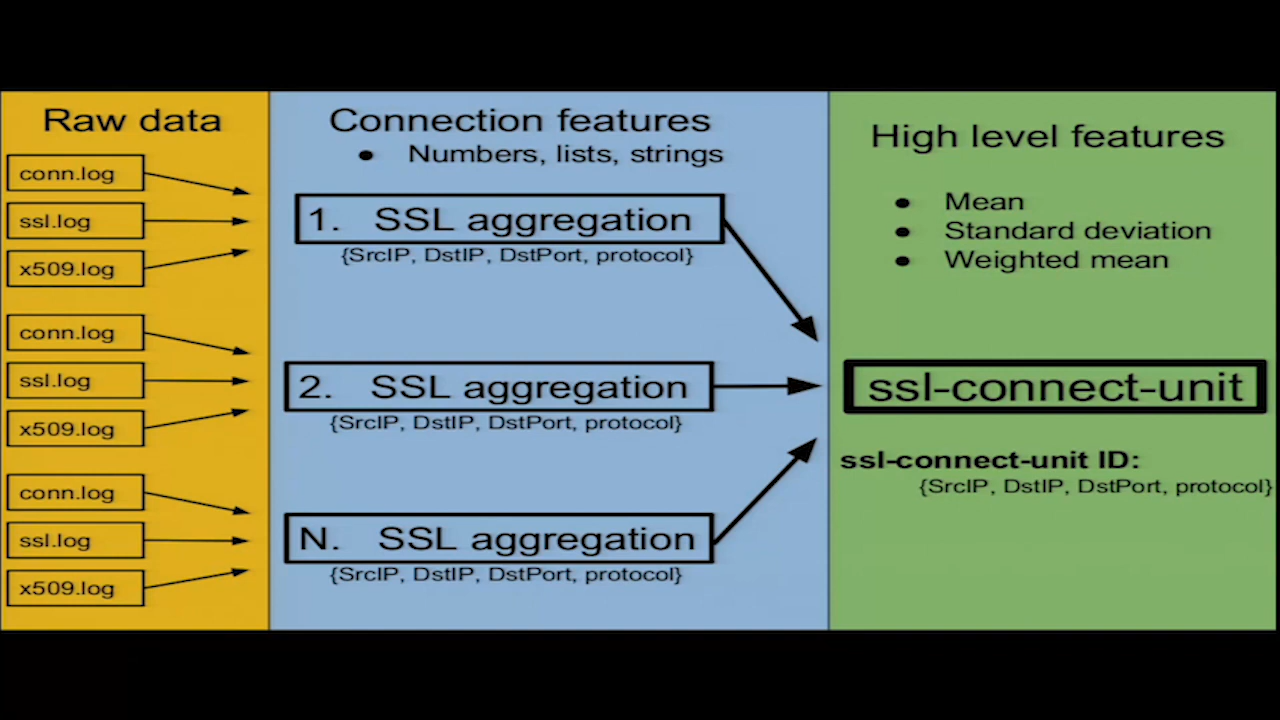 Raw data
conn.log
ssl.log
x509.log
conn.log
ssl.log
x509.log
conn.log
ssl.log
x509.log
Connection features
● Numbers, lists, strings
1. SSL aggregation
{SrcIP, DstIP, DstPort, protocol}
2. SSL aggregation
{SrcIP, DstIP, DstPort, protocol}
N. SSL aggregation
{SrcIP, DstIP, DstPort, protocol}
High level features
● Mean
● Standard deviation
● Weighted mean
ssl-connect-unit
ssl-connect-unit ID:
{SrcIP, DstIP, DstPort, protocol}